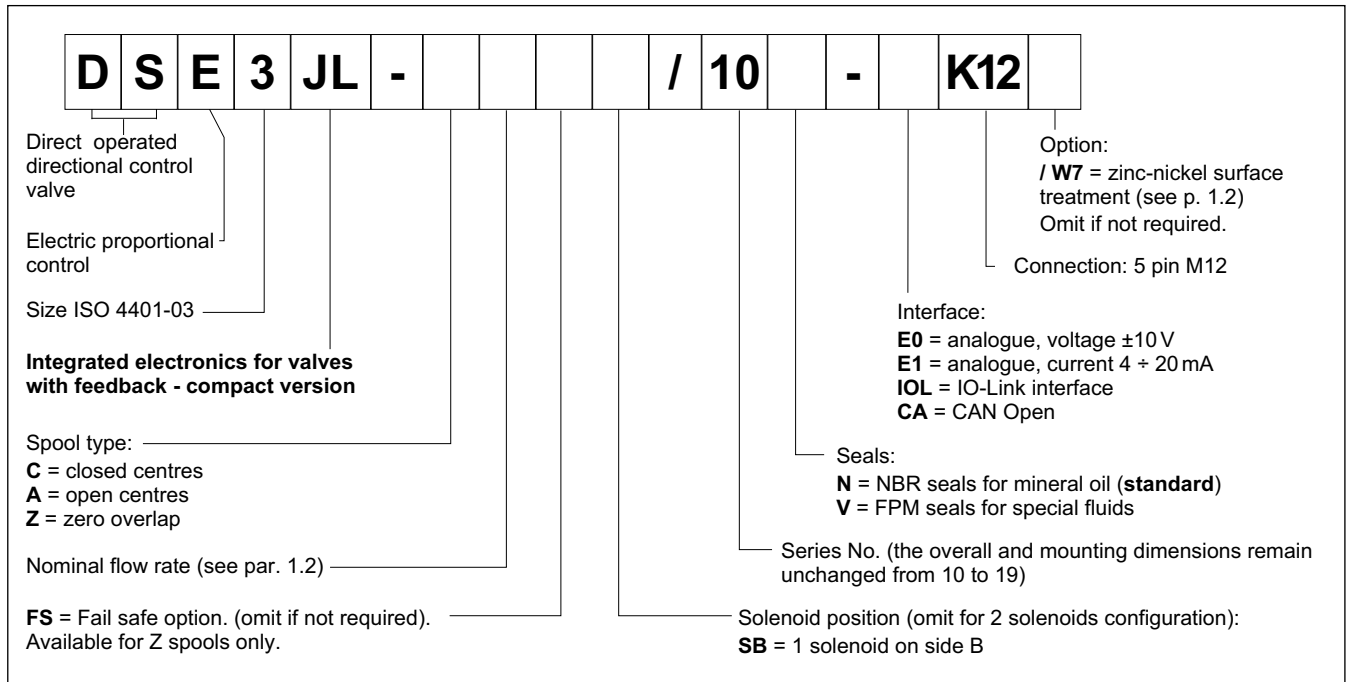 D S E 3 JL - / 10 - K12
Direct operated
directional control
valve
Electric proportional
control
Size ISO 4401-03
Integrated electronics for valves
with feedback - compact version
Spool type:
C = closed centres
A = open centres
Z = zero overlap
Nominal flow rate (see par. 1.2)
FS = Fail safe option. (omit if not required).
Available for Z spools only.
Option:
/ W7 = zinc-nickel surface
treatment (see p. 1.2)
Omit if not required.
Connection: 5 pin M12
Interface:
E0 = analogue, voltage ±10 V
E1 = analogue, current 4 ÷ 20 mA
IOL = IO-Link interface
CA = CAN Open
Seals:
N = NBR seals for mineral oil (standard)
V = FPM seals for special fluids
Series No. (the overall and mounting dimensions remain
unchanged from 10 to 19)
Solenoid position (omit for 2 solenoids configuration):
SB = 1 solenoid on side B